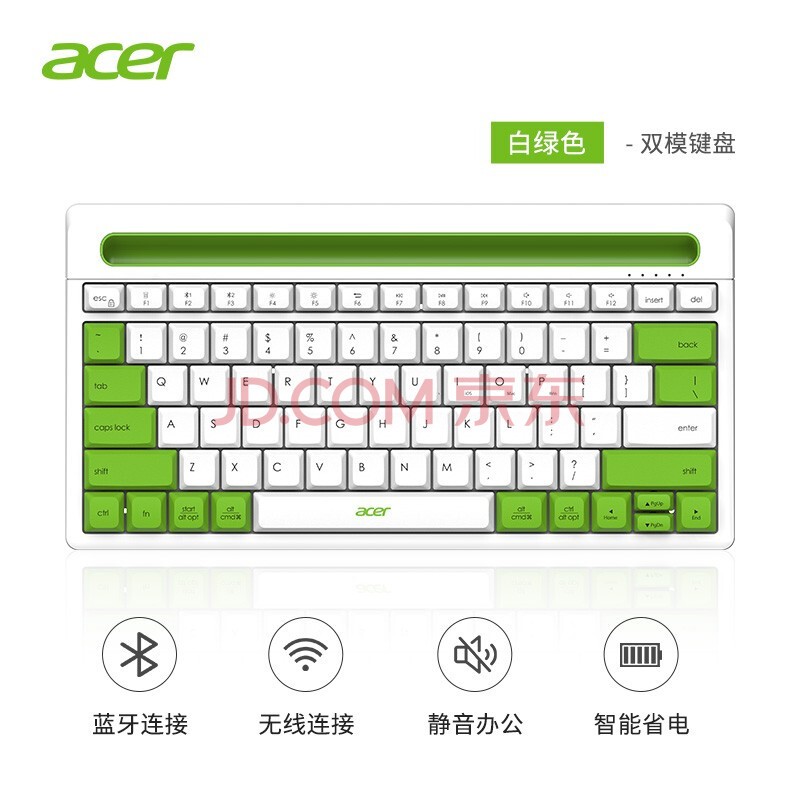 acer
白绿色 - 双模键盘
esc F1 F2 F3 F4 F5 F6 F7 F8 F9 F10 F11 F12 insert del
~ ! @ # $ % ^ & * ( ) - + back
1 2 3 4 5 6 7 8 9 0 =
tab Q W E R T Y U I O P { } |
[ ] \
JD.COM 京东
caps lock A S D F G H J K L : " enter
shift Z X C V B N M < > ? shift
, . /
ctrl fn start alt acer alt ctrl Home PgUp End
alt opt cmd⌘ cmd⌘ alt opt PgDn
蓝牙连接 无线连接 静音办公 智能省电